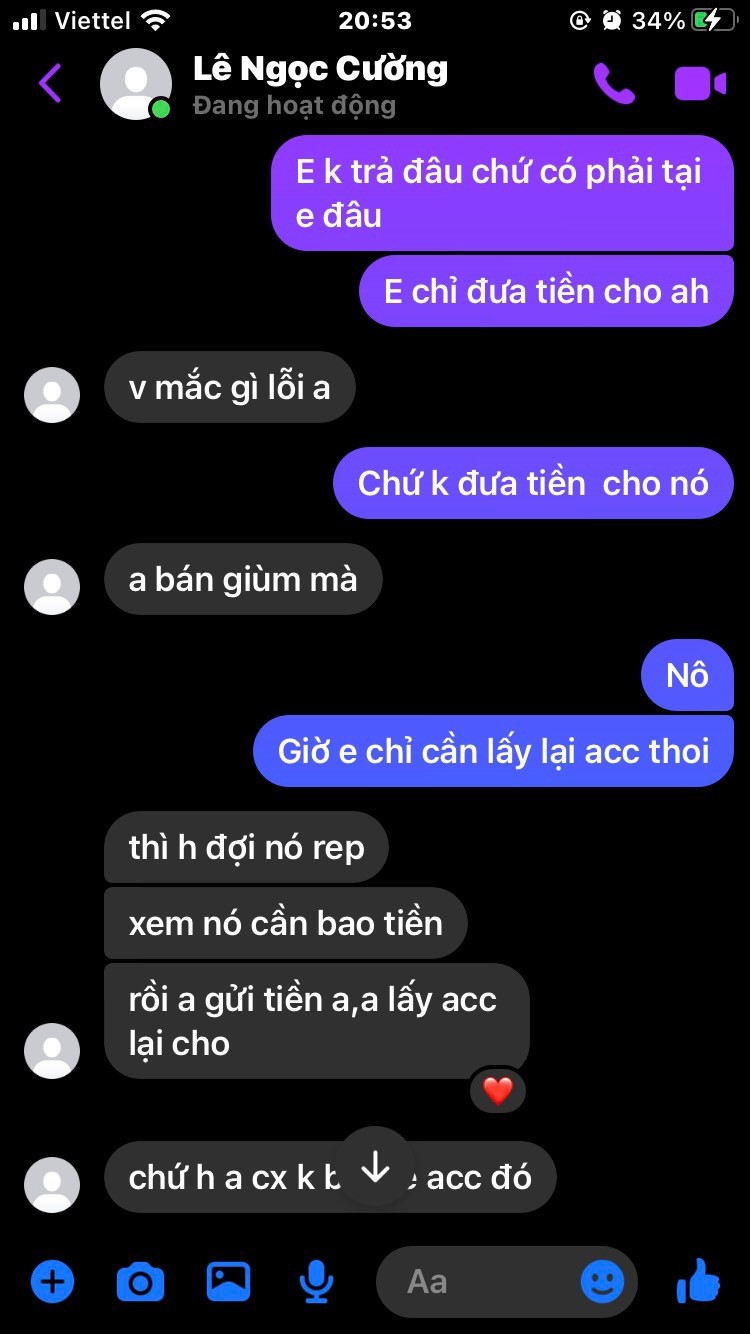 Viettel 20:53 34%
Lê Ngọc Cường
Đang hoạt động
E k trả đâu chứ có phải tại
e đâu
E chỉ đưa tiền cho ah
v mắc gì lỗi a
Chứ k đưa tiền cho nó
a bán giùm mà
Nô
Giờ e chỉ cần lấy lại acc thoi
thì h đợi nó rep
xem nó cần bao tiền
rồi a gửi tiền a,a lấy acc
lại cho
chứ h a cx k acc đó
Aa